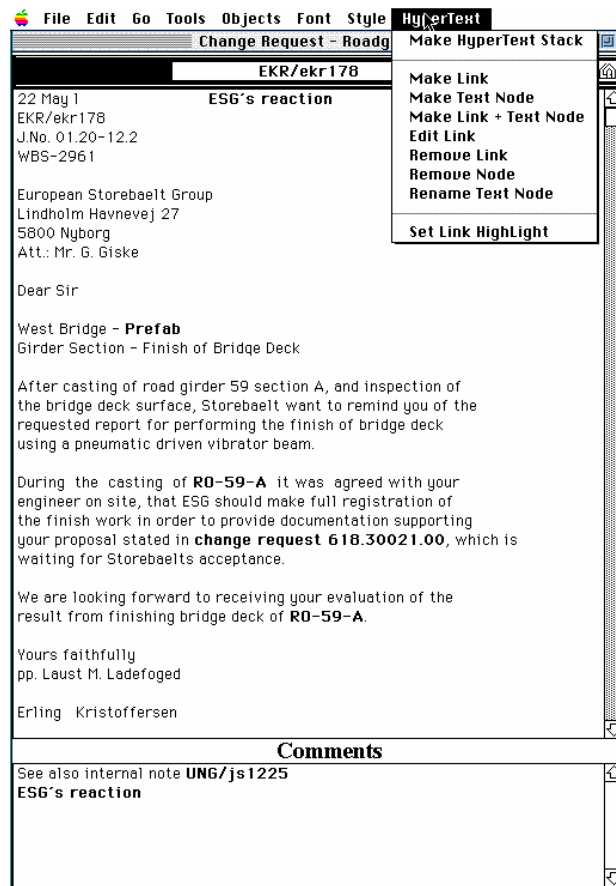 File Edit Go Tools Objects Font Style HyperText
Change Request - Roadg
Make HyperText Stack
Make Link
Make Text Node
Make Link + Text Node
Edit Link
Remove Link
Remove Node
Rename Text Node
Set Link HighLight
EKR/ekr178
22 May 1
ESG's reaction
EKR/ekr178
J.No. 01.20-12.2
WBS-2961
European Storebaelt Group
Lindholm Havnevej 27
5800 Nyborg
Att.: Mr. G. Giske
Dear Sir
West Bridge - Prefab
Girder Section - Finish of Bridge Deck
After casting of road girder 59 section A, and inspection of
the bridge deck surface, Storebaelt want to remind you of the
requested report for performing the finish of bridge deck
using a pneumatic driven vibrator beam.
During the casting of RO-59-A it was agreed with your
engineer on site, that ESG should make full registration of
the finish work in order to provide documentation supporting
your proposal stated in change request 618.30021.00, which is
waiting for Storebaelts acceptance.
We are looking forward to receiving your evaluation of the
result from finishing bridge deck of RO-59-A.
Yours faithfully
pp. Laust M. Ladefoged
Erling Kristoffersen
Comments
See also internal note UNG/js1225
ESG's reaction